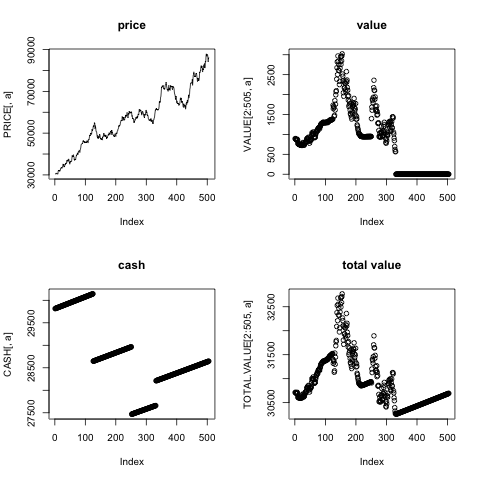 price
PRICE[, a]
30000 50000 70000 90000
0 100 200 300 400 500
Index
value
VALUE[2:505, a]
0 500 1500 2500
0 100 200 300 400 500
Index
cash
CASH[, a]
27500 28500 29500
0 100 200 300 400 500
Index
total value
TOTAL.VALUE[2:505, a]
30500 31500 32500
0 100 200 300 400 500
Index